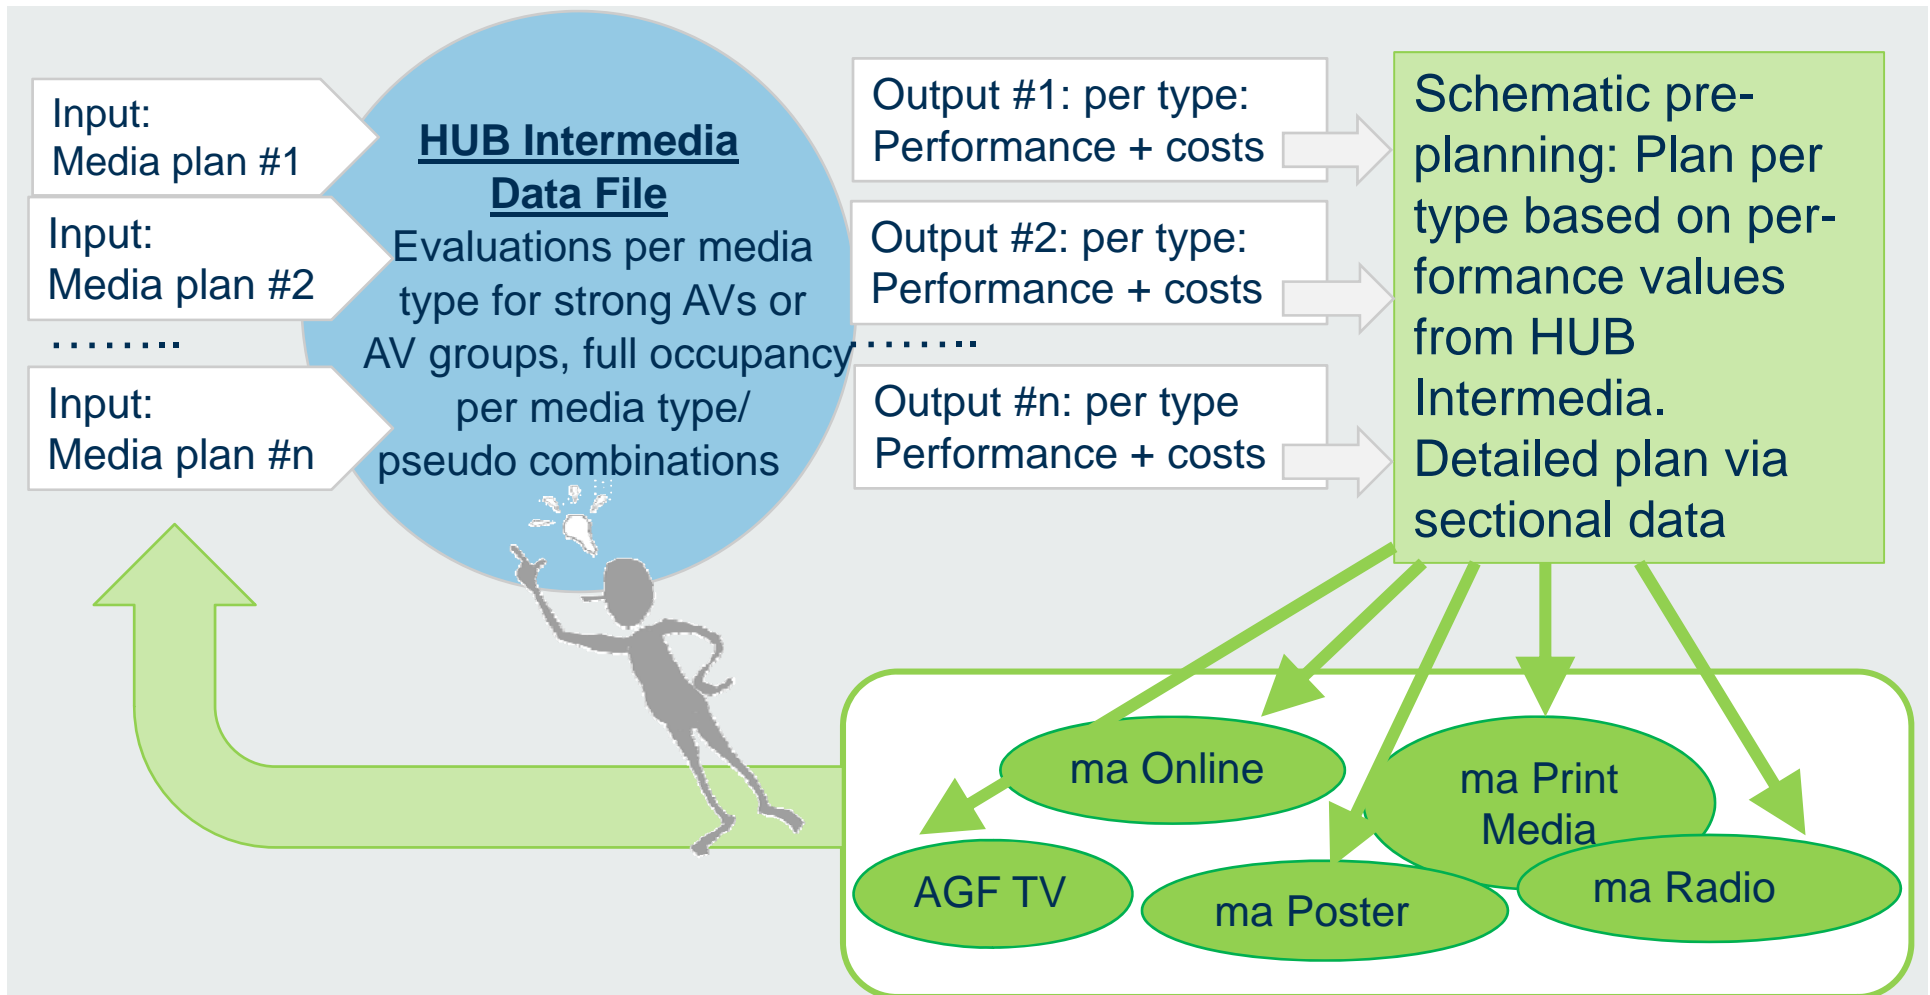 Input:
Media plan #1
Input:
Media plan #2
........
Input:
Media plan #n
HUB Intermedia
Data File
Evaluations per media
type for strong AVs or
AV groups, full occupancy
per media type/
pseudo combinations
Output #1: per type:
Performance + costs
Output #2: per type:
Performance + costs
........
Output #n: per type
Performance + costs
Schematic pre-
planning: Plan per
type based on per-
formance values
from HUB
Intermedia.
Detailed plan via
sectional data
ma Online
ma Print
Media
AGF TV
ma Poster
ma Radio